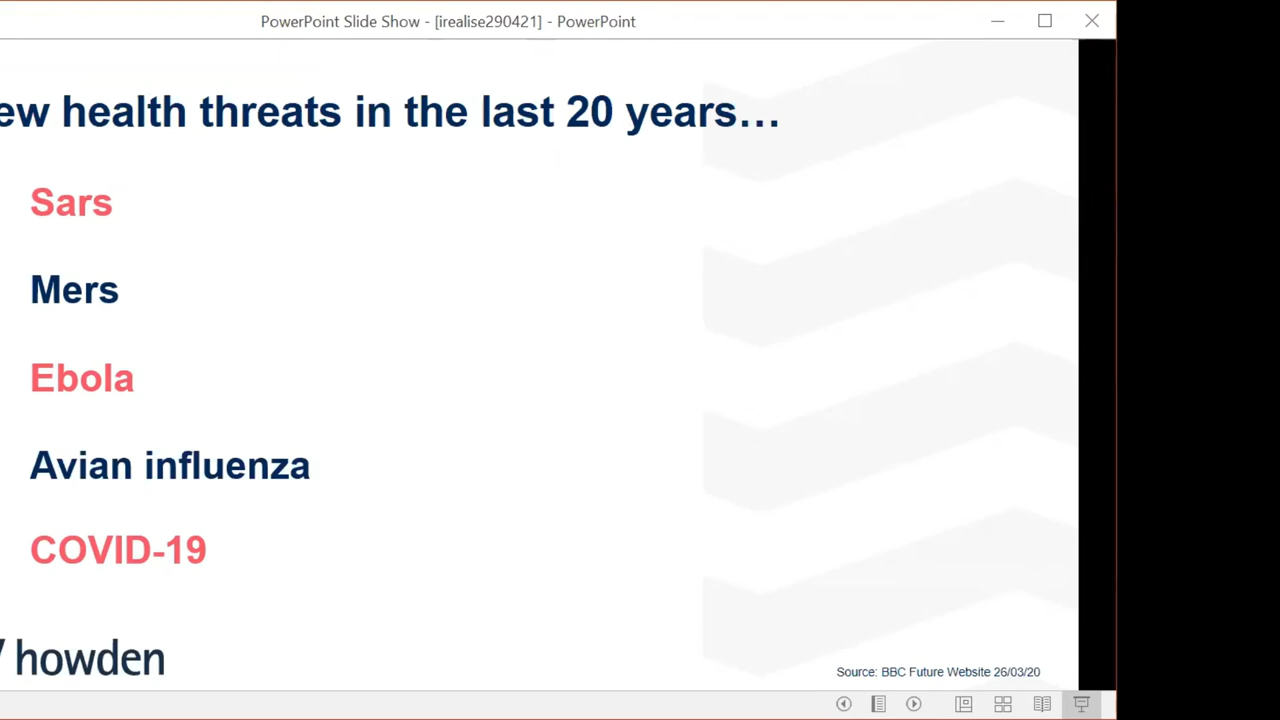 PowerPoint Slide Show - [irealise290421] - PowerPoint
ew health threats in the last 20 years…
Sars
Mers
Ebola
Avian influenza
COVID-19
howden
Source: BBC Future Website 26/03/20